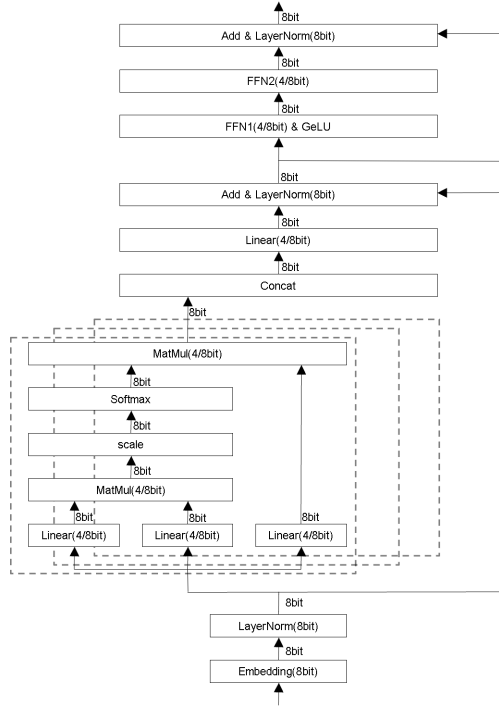 8bit
Add & LayerNorm(8bit)
8bit
FFN2(4/8bit)
8bit
FFN1(4/8bit) & GeLU
8bit
Add & LayerNorm(8bit)
8bit
Linear(4/8bit)
8bit
Concat
8bit
MatMul(4/8bit)
8bit
Softmax
8bit
scale
8bit
MatMul(4/8bit)
8bit 8bit 8bit
Linear(4/8bit) Linear(4/8bit) Linear(4/8bit)
8bit
LayerNorm(8bit)
8bit
Embedding(8bit)